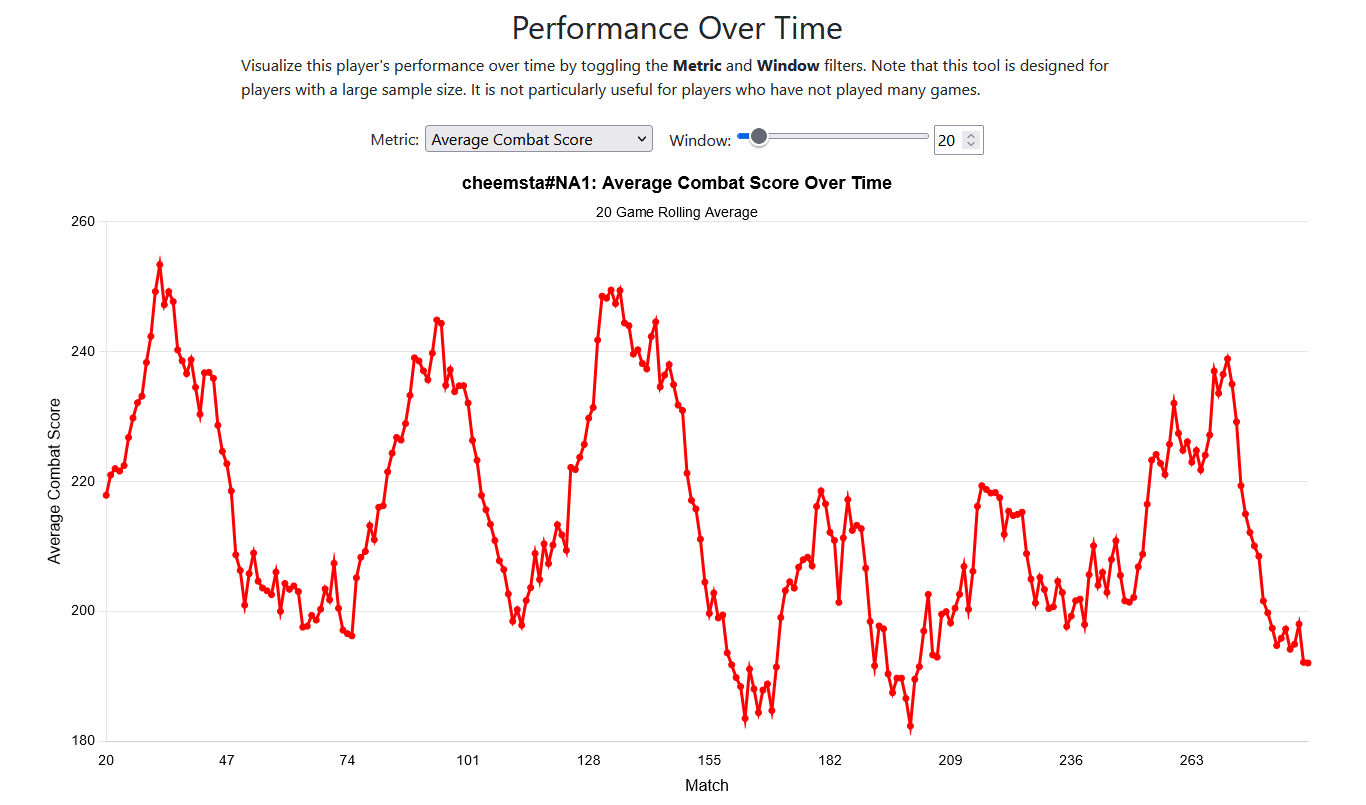 Performance Over Time
Visualize this player's performance over time by toggling the Metric and Window filters. Note that this tool is designed for
players with a large sample size. It is not particularly useful for players who have not played many games.
Metric: Average Combat Score Window: 20
cheemsta#NA1: Average Combat Score Over Time
20 Game Rolling Average
260
240
220
200
180
Average Combat Score
20 47 74 101 128 155 182 209 236 263
Match